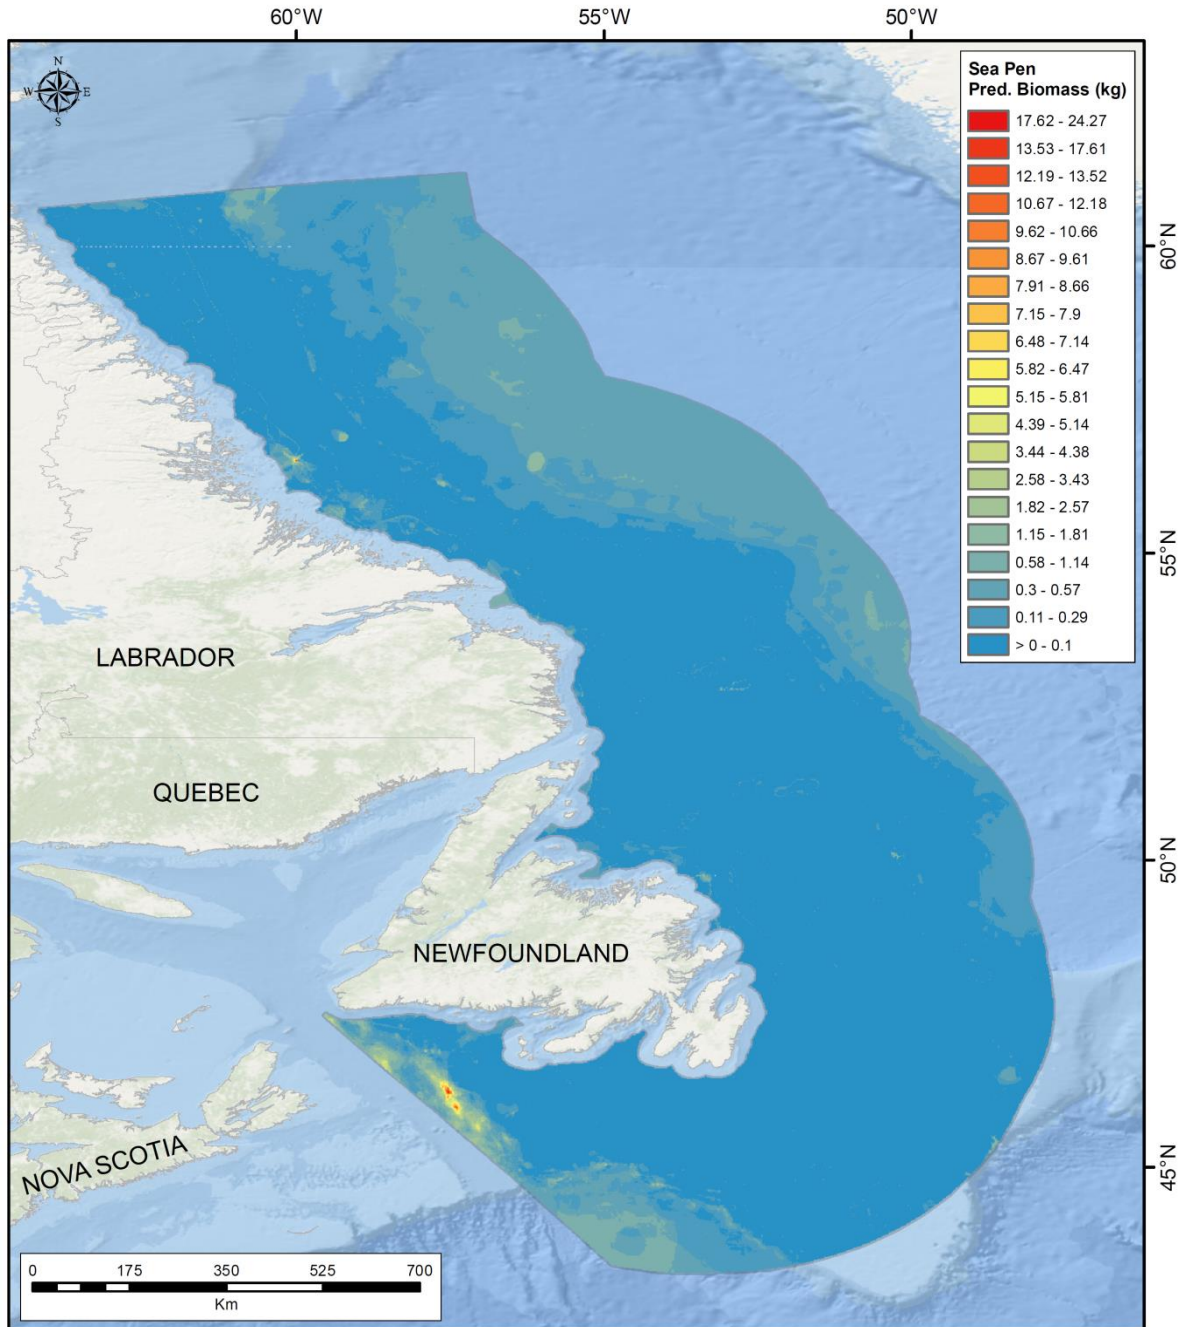 60°W 55°W 50°W
N
W E
S
Sea Pen
Pred. Biomass (kg)
17.62 - 24.27
13.53 - 17.61
12.19 - 13.52
10.67 - 12.18
9.62 - 10.66
8.67 - 9.61
7.91 - 8.66
7.15 - 7.9
6.48 - 7.14
5.82 - 6.47
5.15 - 5.81
4.39 - 5.14
3.44 - 4.38
2.58 - 3.43
1.82 - 2.57
1.15 - 1.81
0.58 - 1.14
0.3 - 0.57
0.11 - 0.29
> 0 - 0.1
60°N
55°N
LABRADOR
QUEBEC
50°N
NEWFOUNDLAND
NOVA SCOTIA
45°N
0 175 350 525 700
Km